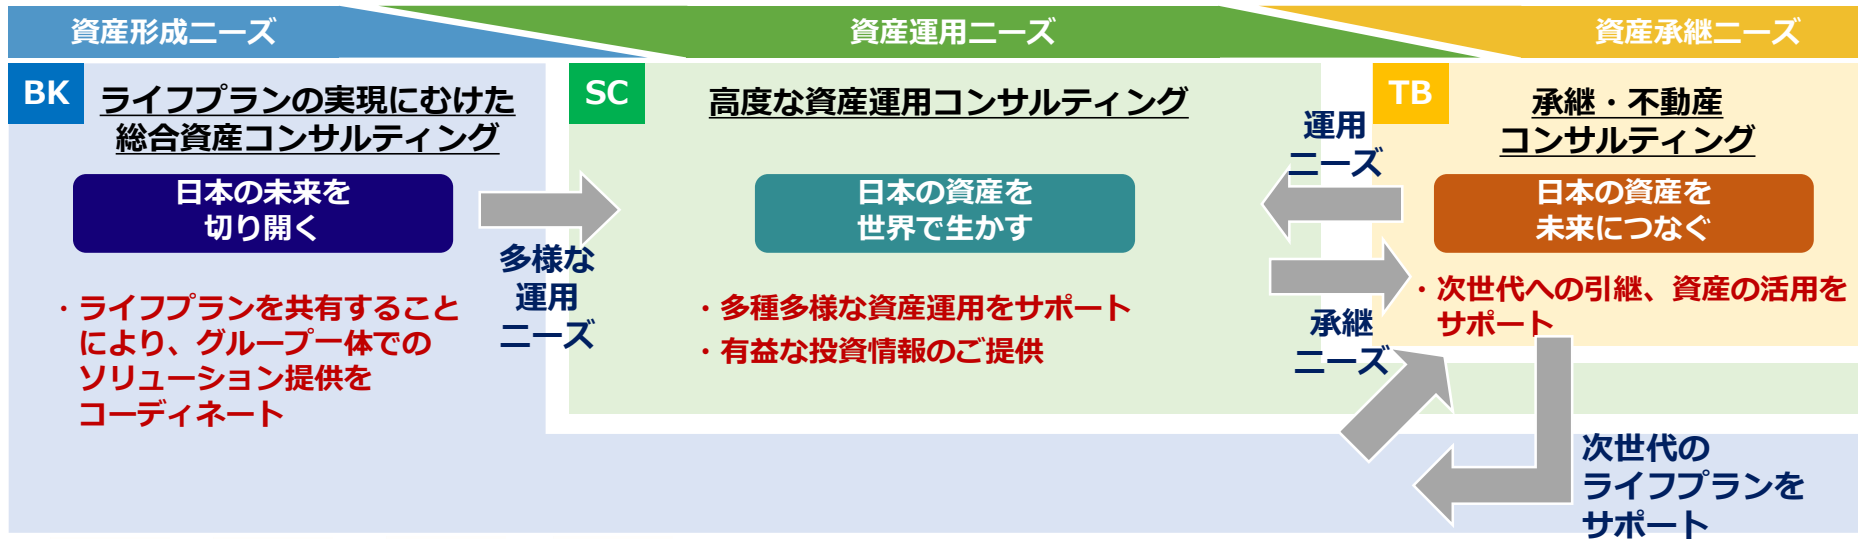 資産形成ニーズ
資産運用ニーズ
資産承継ニーズ
BK
ライフプランの実現にむけた
総合資産コンサルティング
日本の未来を
切り開く
・ライフプランを共有すること
により、グループ一体での
ソリューション提供を
コーディネート
多様な
運用
ニーズ
SC
高度な資産運用コンサルティング
日本の資産を
世界で生かす
・多種多様な資産運用をサポート
・有益な投資情報のご提供
運用
ニーズ
承継
ニーズ
TB
承継・不動産
コンサルティング
日本の資産を
未来につなぐ
・次世代への引継、資産の活用を
サポート
次世代の
ライフプランを
サポート